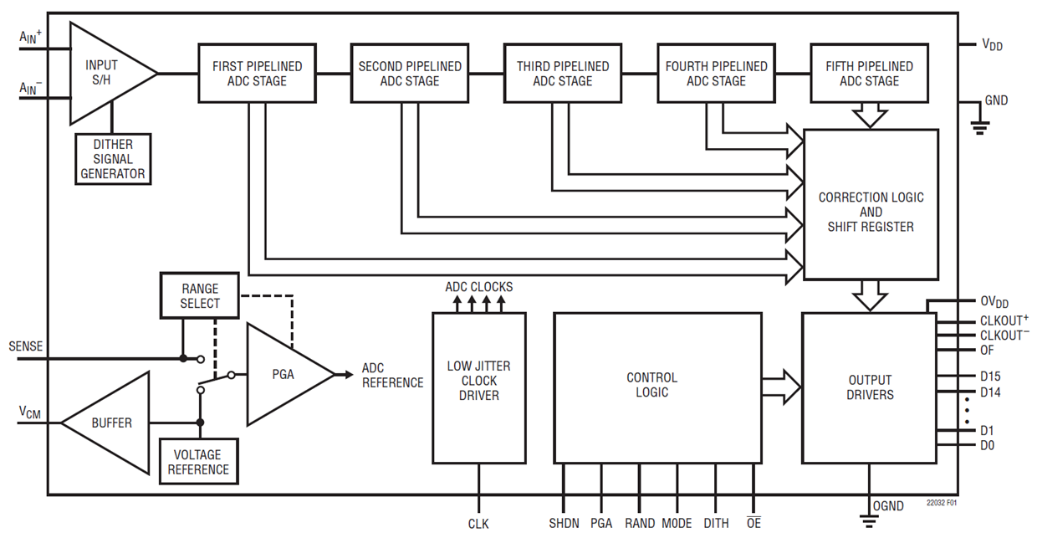 AIN+
AIN–
INPUT
S/H
DITHER
SIGNAL
GENERATOR
FIRST PIPELINED
ADC STAGE
SECOND PIPELINED
ADC STAGE
THIRD PIPELINED
ADC STAGE
FOURTH PIPELINED
ADC STAGE
FIFTH PIPELINED
ADC STAGE
VDD
GND
CORRECTION LOGIC
AND
SHIFT REGISTER
RANGE
SELECT
SENSE
PGA
ADC
REFERENCE
VCM
BUFFER
VOLTAGE
REFERENCE
ADC CLOCKS
LOW JITTER
CLOCK
DRIVER
CONTROL
LOGIC
OUTPUT
DRIVERS
OVDD
CLKOUT+
CLKOUT–
OF
D15
D14
D1
D0
OGND
22032 F01
CLK
SHDN
PGA
RAND
MODE
DITH
O̅E̅